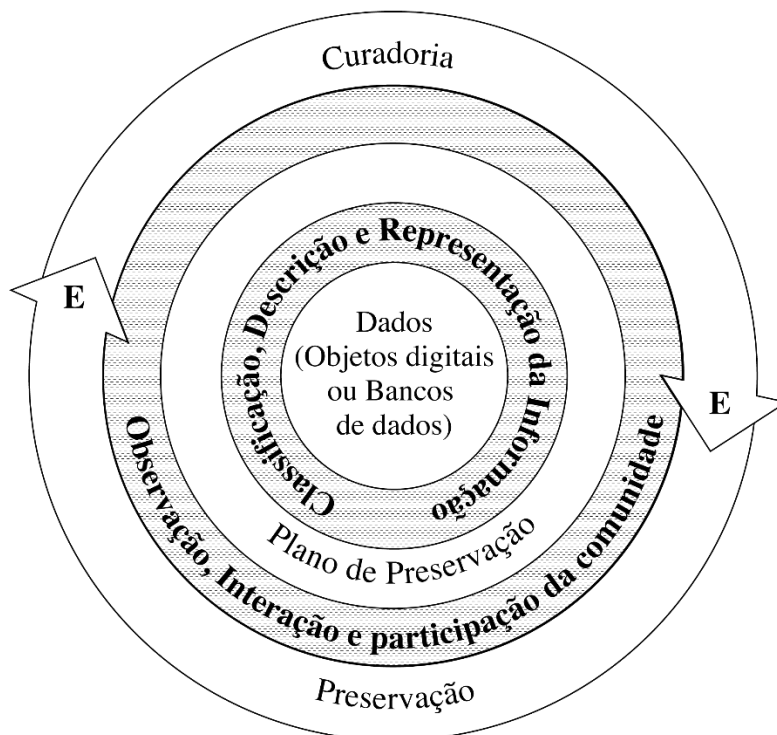 Curadoria
Classificação, Descrição e Representação da Informação
Dados
(Objetos digitais
ou Bancos
de dados)
E
E
Plano de Preservação
Observação, Interação e participação da comunidade
Preservação